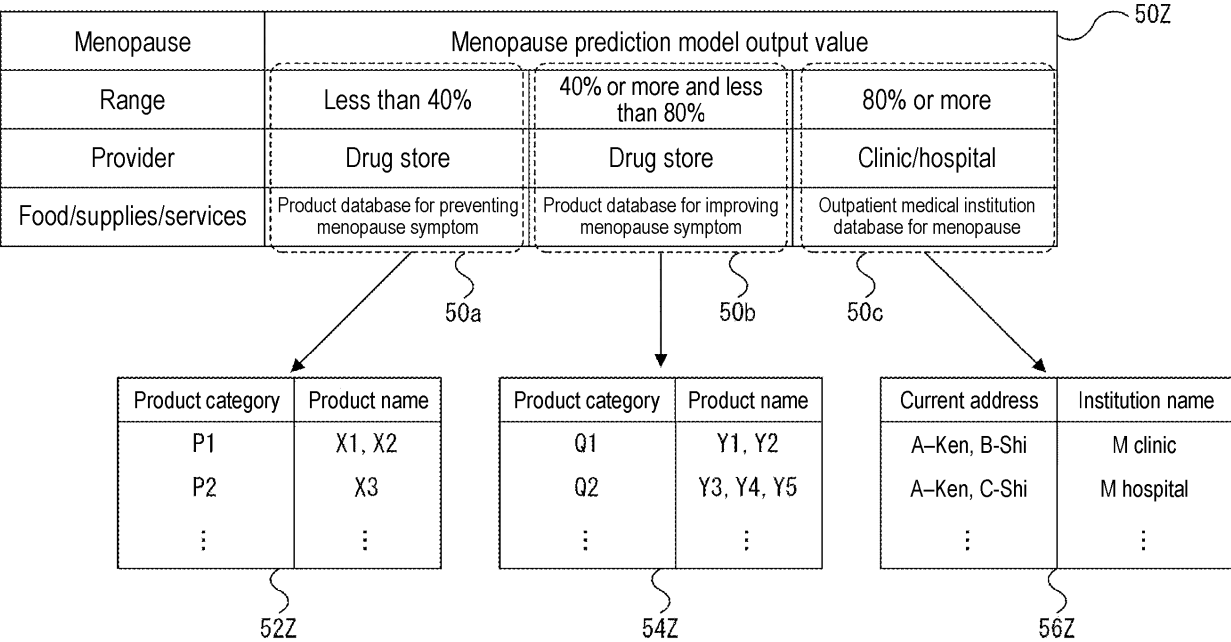 50Z
Menopause
Menopause prediction model output value
Range
Less than 40%
40% or more and less
than 80%
80% or more
Provider
Drug store
Drug store
Clinic/hospital
Food/supplies/services
Product database for preventing
menopause symptom
Product database for improving
menopause symptom
Outpatient medical institution
database for menopause
50a
50b
50c
Product category
Product name
P1
X1, X2
P2
X3
⋮
⋮
52Z
Product category
Product name
Q1
Y1, Y2
Q2
Y3, Y4, Y5
⋮
⋮
54Z
Current address
Institution name
A–Ken, B-Shi
M clinic
A–Ken, C-Shi
M hospital
⋮
⋮
56Z